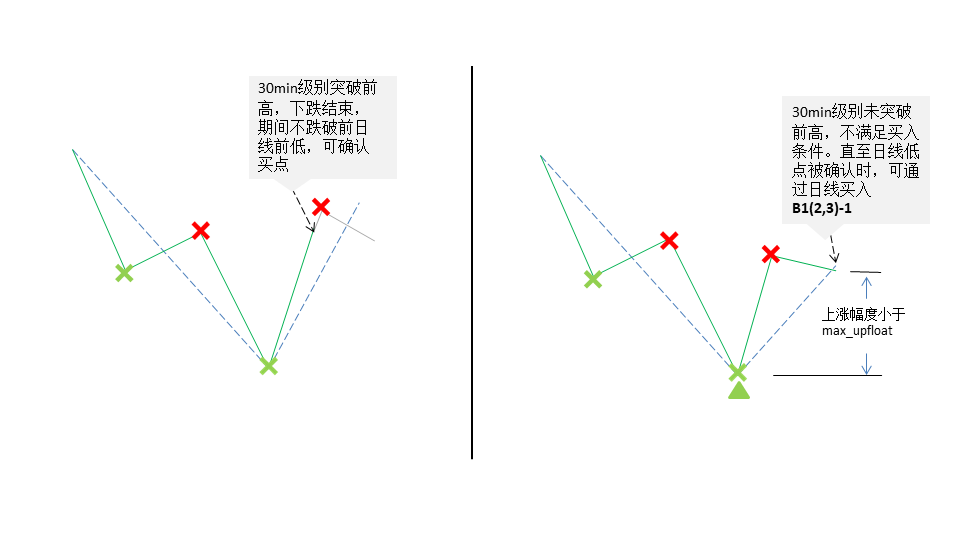 30min级别突破前
高，下跌结束，
期间不跌破前日
线前低，可确认
买点
30min级别未突破
前高，不满足买入
条件。直至日线低
点被确认时，可通
过日线买入
B1(2,3)-1
上涨幅度小于
max_upfloat